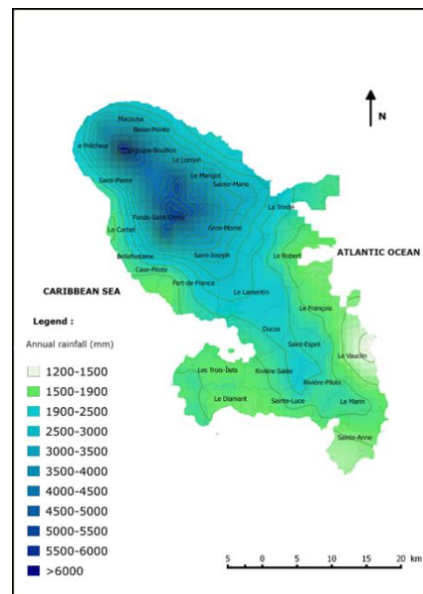 N
Macouba
Basse-Pointe
Le Prêcheur
Le Lorrain
Le Marigot
Saint-Pierre
Sainte-Marie
La Trinité
Fonds-Saint-Denis
Le Carbet
Gros-Morne
ATLANTIC OCEAN
Bellefontaine
Saint-Joseph
Le Robert
Case-Pilote
Fort-de-France
CARIBBEAN SEA
Le Lamentin
Le François
Legend :
Ducos
Annual rainfall (mm)
Saint-Esprit
Le Vauclin
1200-1500
Les Trois-Îlets
Rivière-Salée
1500-1900
Rivière-Pilote
1900-2500
Le Diamant
Sainte-Luce
Le Marin
2500-3000
3000-3500
Sainte-Anne
3500-4000
4000-4500
4500-5000
5000-5500
5500-6000
>6000
5 0 5 10 15 20 km